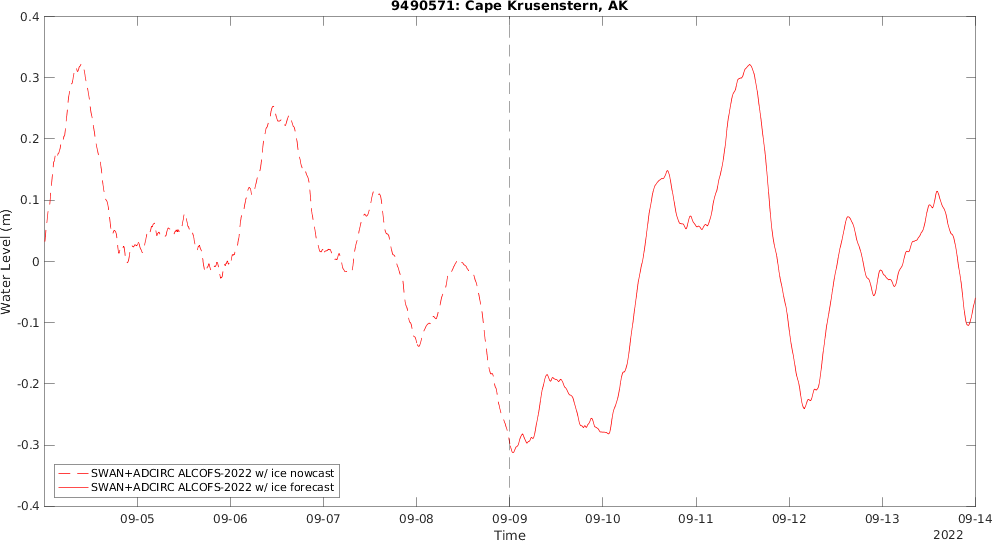 9490571: Cape Krusenstern, AK
0.4
0.3
0.2
0.1
0
-0.1
-0.2
-0.3
-0.4
Water Level (m)
SWAN+ADCIRC ALCOFS-2022 w/ ice nowcast
SWAN+ADCIRC ALCOFS-2022 w/ ice forecast
09-05 09-06 09-07 09-08 09-09 09-10 09-11 09-12 09-13 09-14
Time
2022